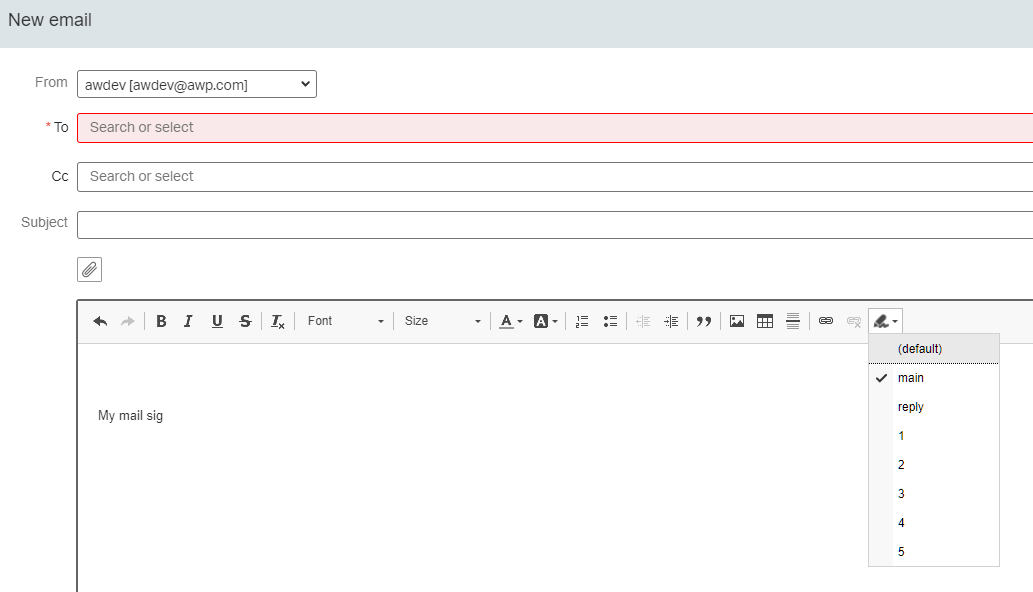 New email
From awdev [awdev@awp.com]
* To Search or select
Cc Search or select
Subject
B I U S Ix Font Size A A
(default)
main
My mail sig
reply
1
2
3
4
5